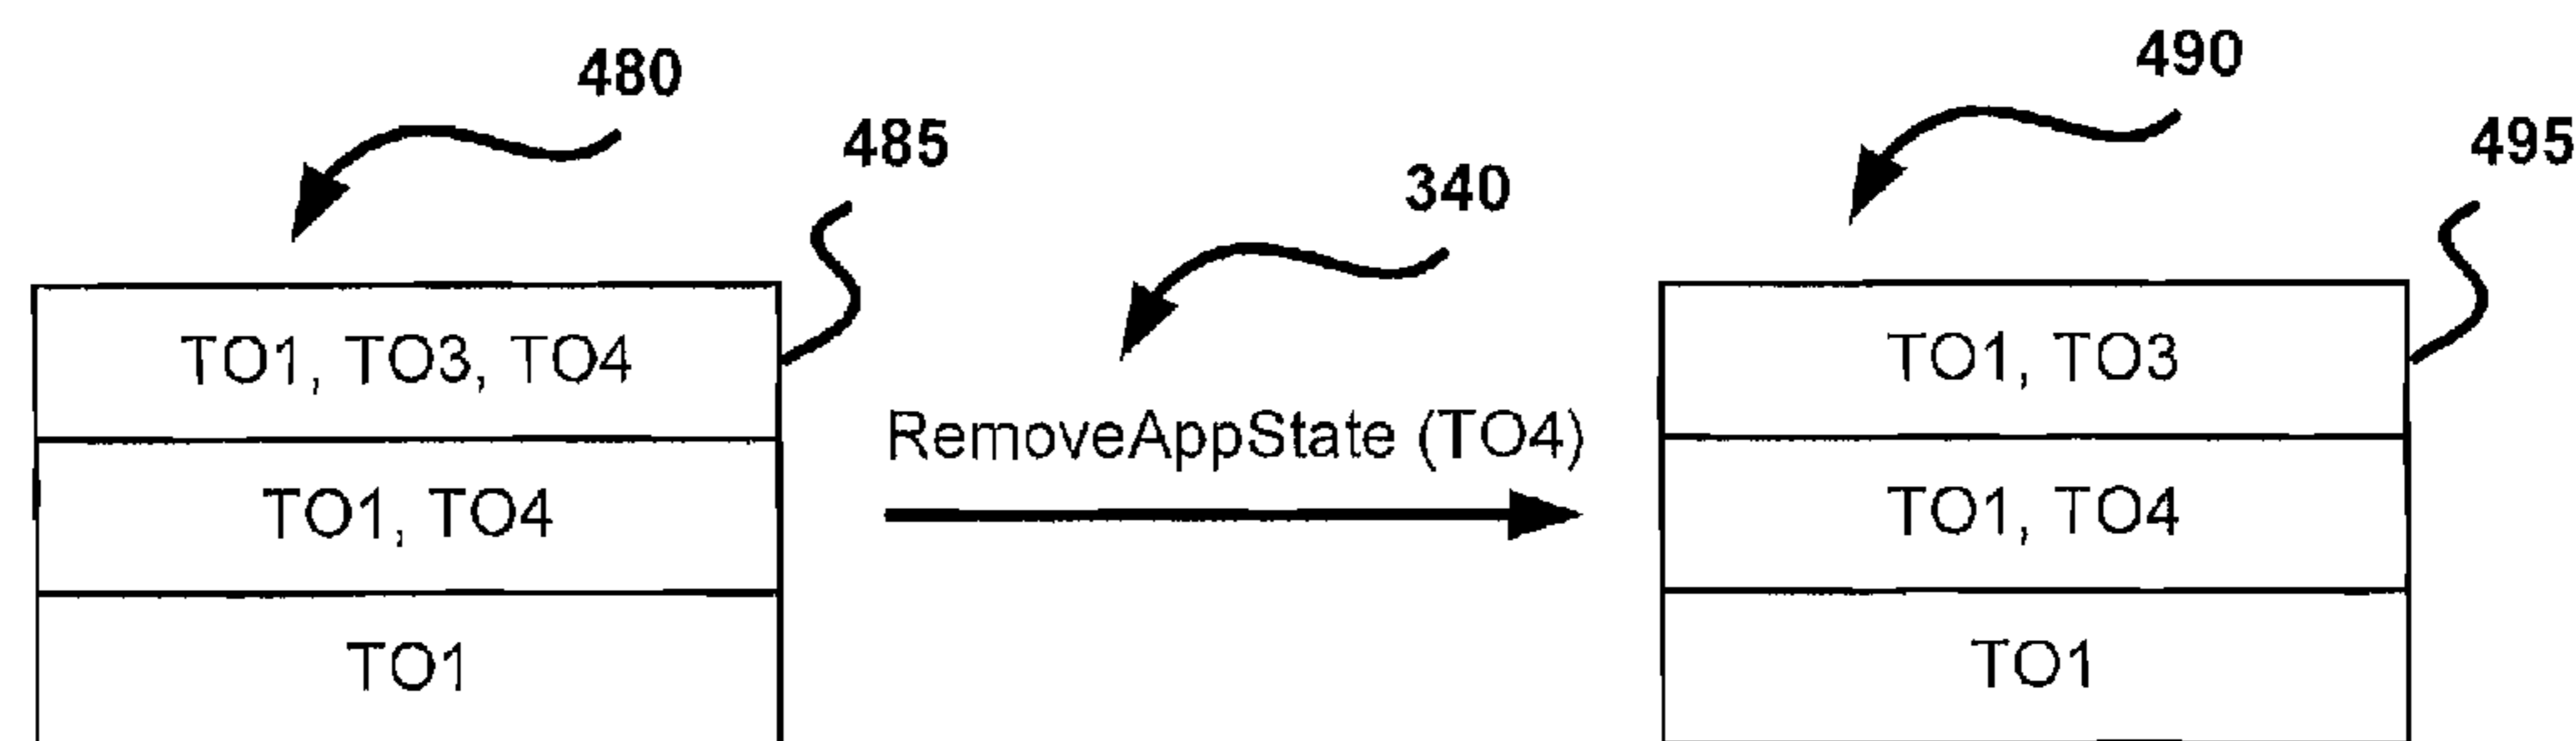 480
490
485
495
340
TO1, TO3, TO4
TO1, TO3
RemoveAppState (TO4)
TO1, TO4
TO1, TO4
TO1
TO1